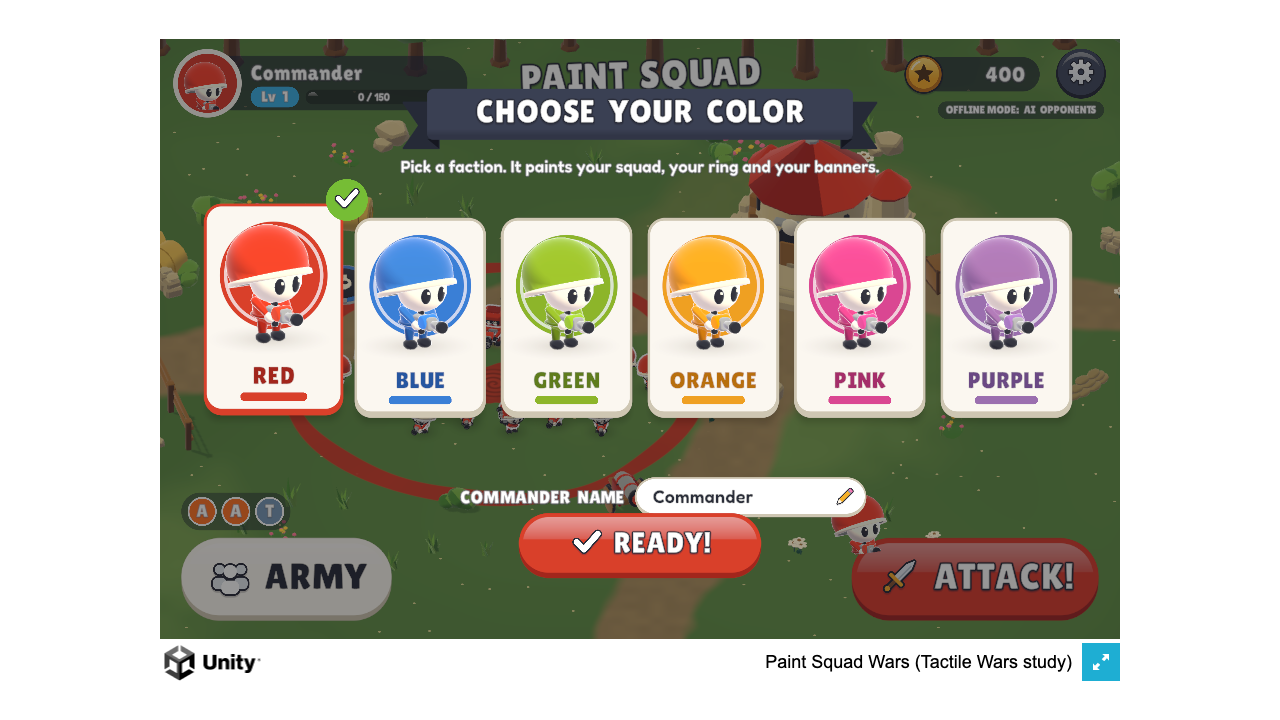 Commander
Lv 1
0 / 150
PAINT SQUAD
400
OFFLINE MODE: AI OPPONENTS
CHOOSE YOUR COLOR
Pick a faction. It paints your squad, your ring and your banners.
RED
BLUE
GREEN
ORANGE
PINK
PURPLE
COMMANDER NAME
Commander
READY!
A
A
T
ARMY
ATTACK!
Unity
Paint Squad Wars (Tactile Wars study)